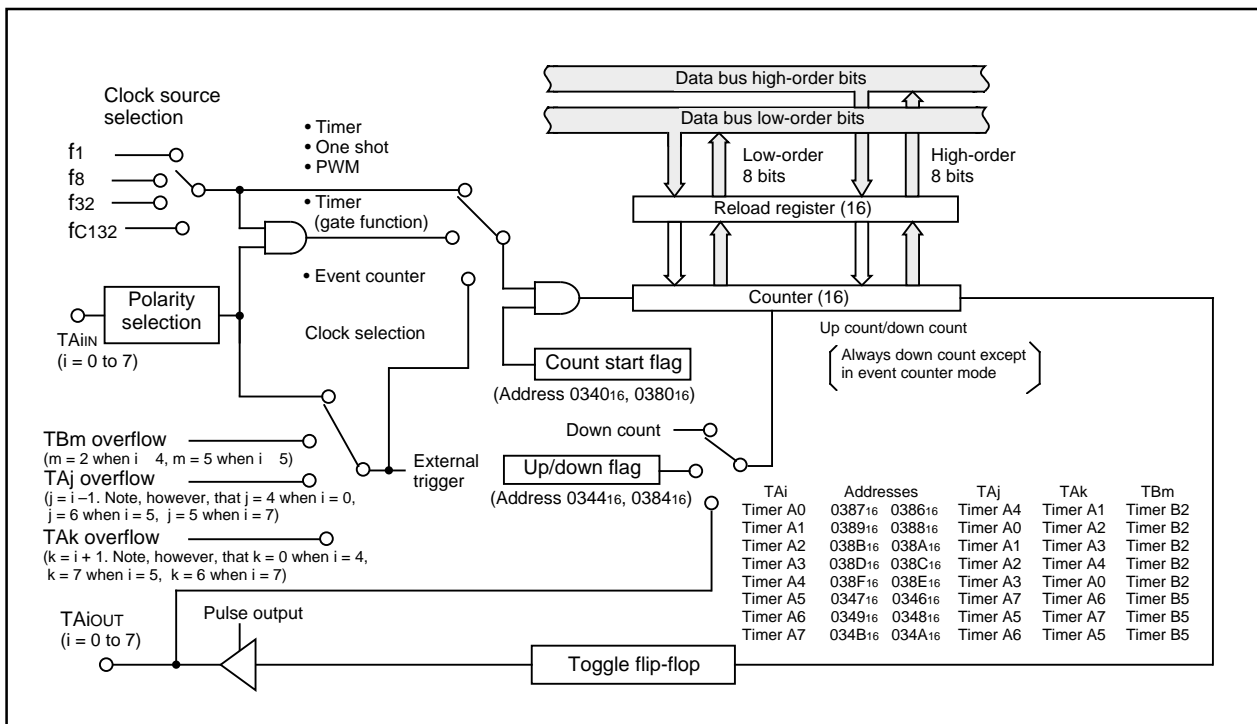 Clock source
selection
f1
f8
f32
fC132
• Timer
• One shot
• PWM
• Timer
(gate function)
• Event counter
Clock selection
Polarity
selection
TAiIN
(i = 0 to 7)
Data bus high-order bits
Data bus low-order bits
Low-order
8 bits
High-order
8 bits
Reload register (16)
Counter (16)
Up count/down count
Always down count except
in event counter mode
Count start flag
(Address 034016, 038016)
Down count
Up/down flag
(Address 034416, 038416)
External
trigger
TBm overflow
(m = 2 when i 4, m = 5 when i 5)
TAj overflow
(j = i –1. Note, however, that j = 4 when i = 0,
j = 6 when i = 5, j = 5 when i = 7)
TAk overflow
(k = i + 1. Note, however, that k = 0 when i = 4,
k = 7 when i = 5, k = 6 when i = 7)
TAi Addresses TAj TAk TBm
Timer A0 038716 038616 Timer A4 Timer A1 Timer B2
Timer A1 038916 038816 Timer A0 Timer A2 Timer B2
Timer A2 038B16 038A16 Timer A1 Timer A3 Timer B2
Timer A3 038D16 038C16 Timer A2 Timer A4 Timer B2
Timer A4 038F16 038E16 Timer A3 Timer A0 Timer B2
Timer A5 034716 034616 Timer A7 Timer A6 Timer B5
Timer A6 034916 034816 Timer A5 Timer A7 Timer B5
Timer A7 034B16 034A16 Timer A6 Timer A5 Timer B5
TAiOUT
(i = 0 to 7)
Pulse output
Toggle flip-flop